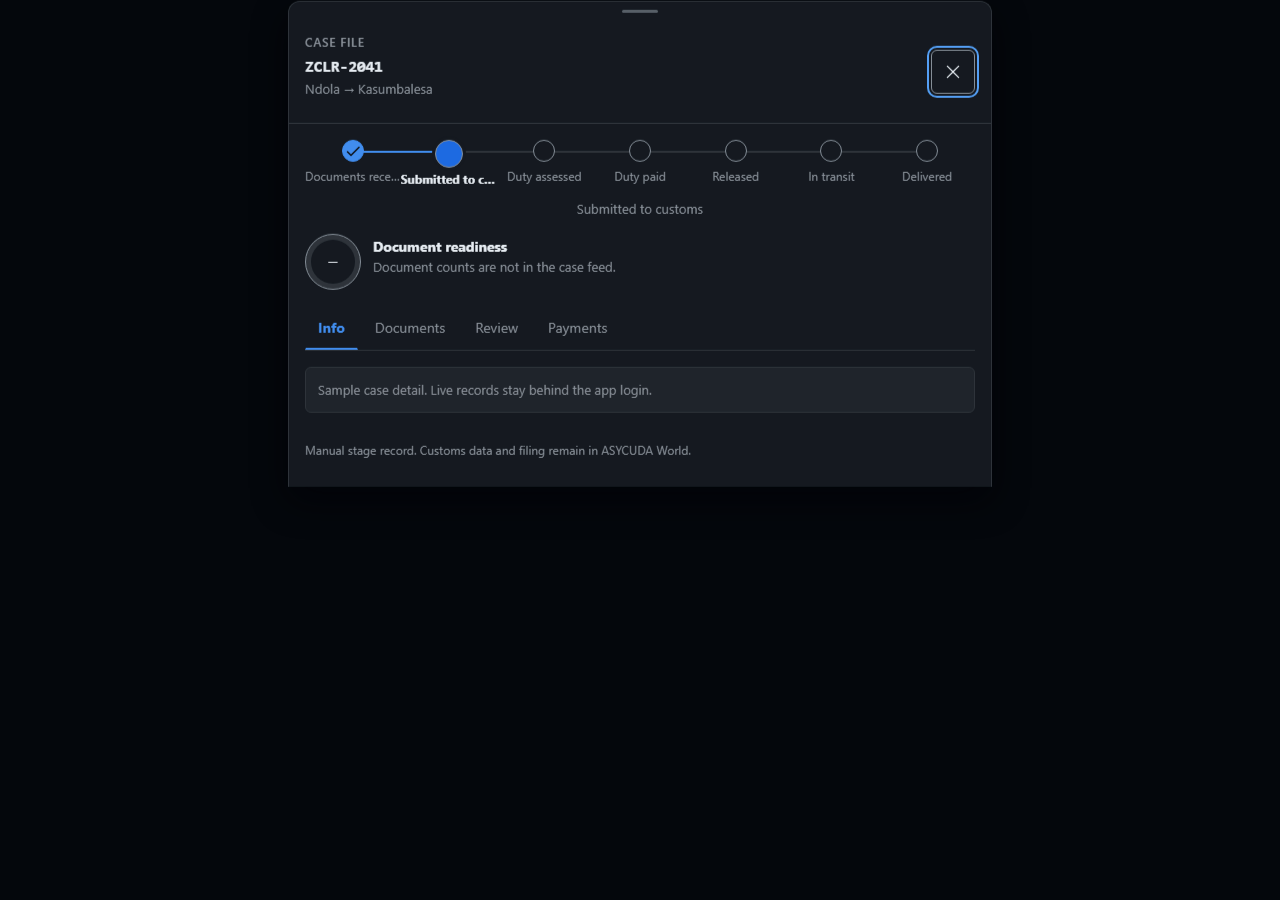 CASE FILE
ZCLR-2041
Ndola → Kasumbalesa
Documents rece... Submitted to c... Duty assessed Duty paid Released In transit Delivered
Submitted to customs
–
Document readiness
Document counts are not in the case feed.
Info Documents Review Payments
Sample case detail. Live records stay behind the app login.
Manual stage record. Customs data and filing remain in ASYCUDA World.